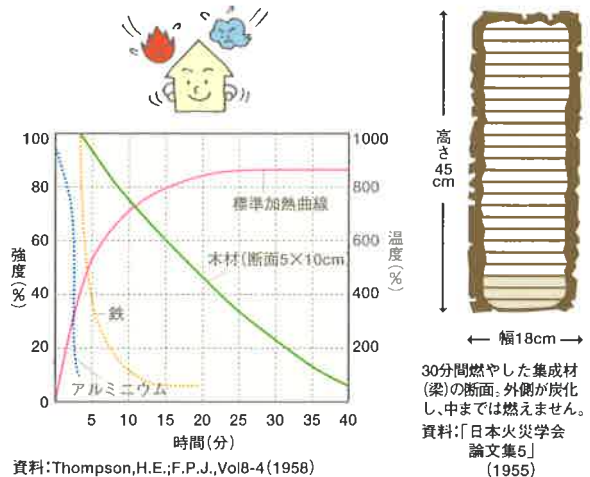 100
80
60
40
20
0
強度(%)
1000
800
600
400
200
温度(℃)
標準加熱曲線
木材(断面5×10cm)
鉄
アルミニウム
5 10 15 20 25 30 35 40
時間(分)
資料:Thompson,H.E.;F.P.J.,Vol8-4(1958)
高さ45cm
幅18cm
30分間燃やした集成材
(梁)の断面。外側が炭化
し、中までは燃えません。
資料:「日本火災学会
論文集5」
(1955)